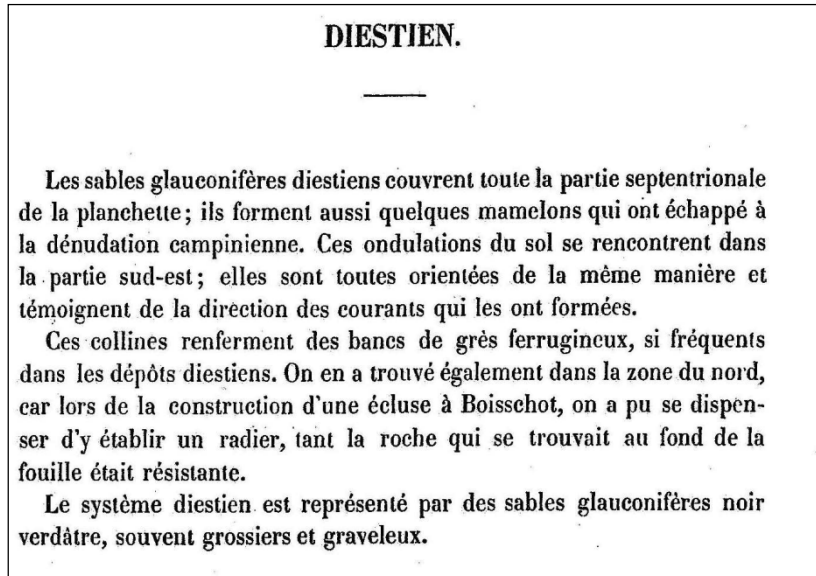 DIESTIEN.
Les sables glauconifères diestiens couvrent toute la partie septentrionale
de la planchette; ils forment aussi quelques mamelons qui ont échappé à
la dénudation campinienne. Ces ondulations du sol se rencontrent dans
la partie sud-est; elles sont toutes orientées de la même manière et
témoignent de la direction des courants qui les ont formées.
Ces collines renferment des bancs de grès ferrugineux, si fréquents
dans les dépôts diestiens. On en a trouvé également dans la zone du nord,
car lors de la construction d'une écluse à Boisschot, on a pu se dispen-
ser d'y établir un radier, tant la roche qui se trouvait au fond de la
fouille était résistante.
Le système diestien est représenté par des sables glauconifères noir
verdâtre, souvent grossiers et graveleux.